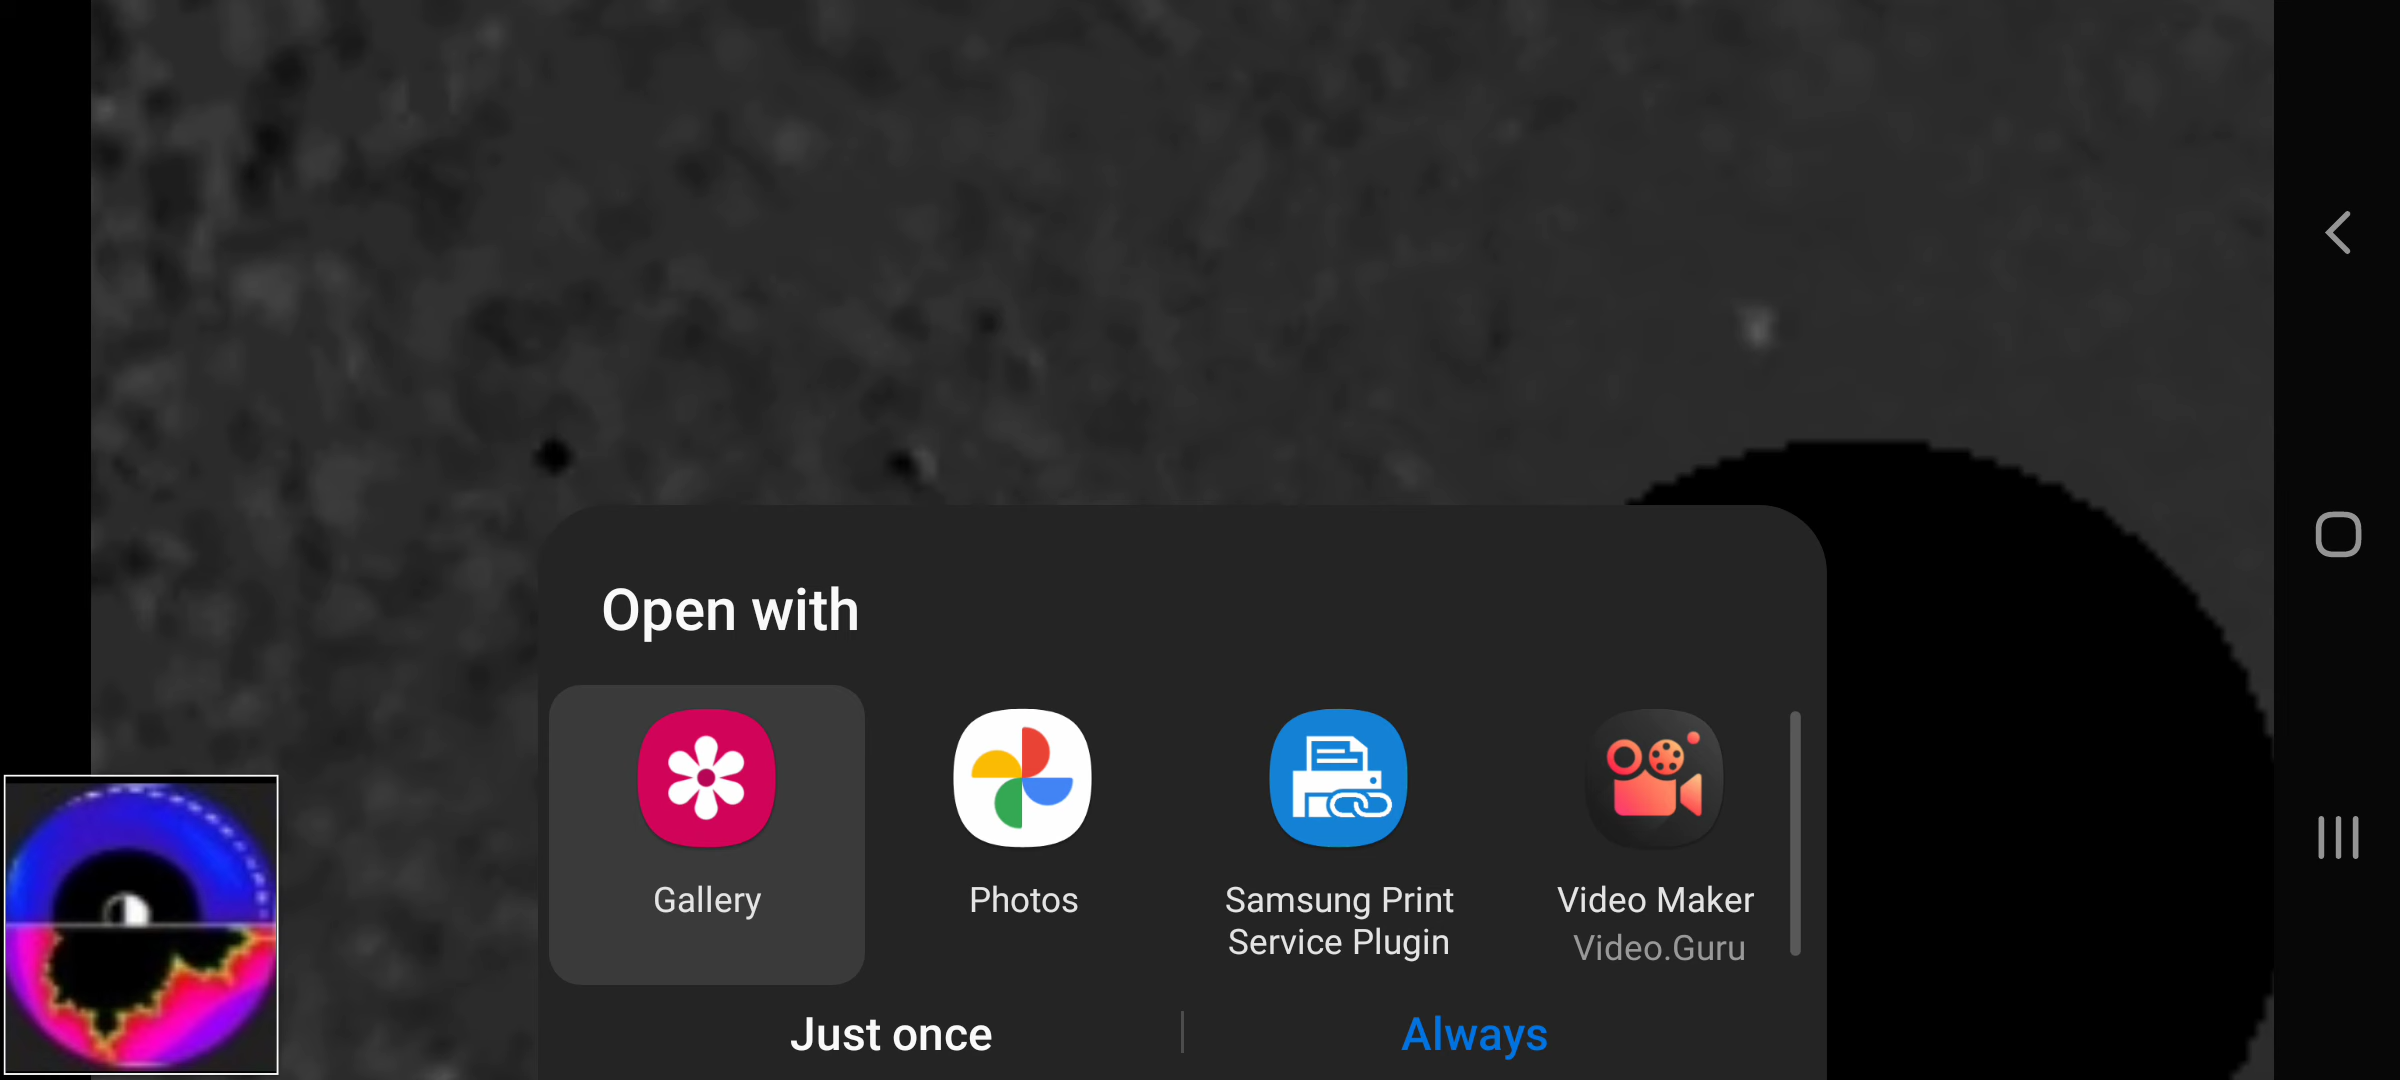 Open with
Gallery
Photos
Samsung Print
Service Plugin
Video Maker
Video.Guru
Just once
Always